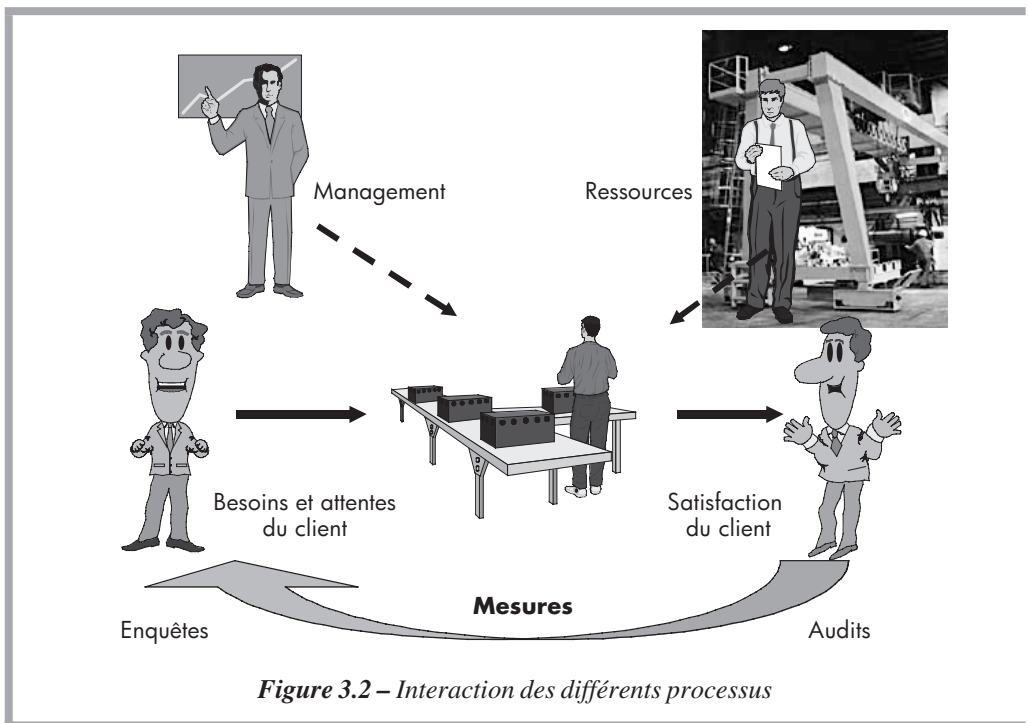 Management
Ressources
Besoins et attentes
du client
Satisfaction
du client
Mesures
Enquêtes
Audits
Figure 3.2 – Interaction des différents processus